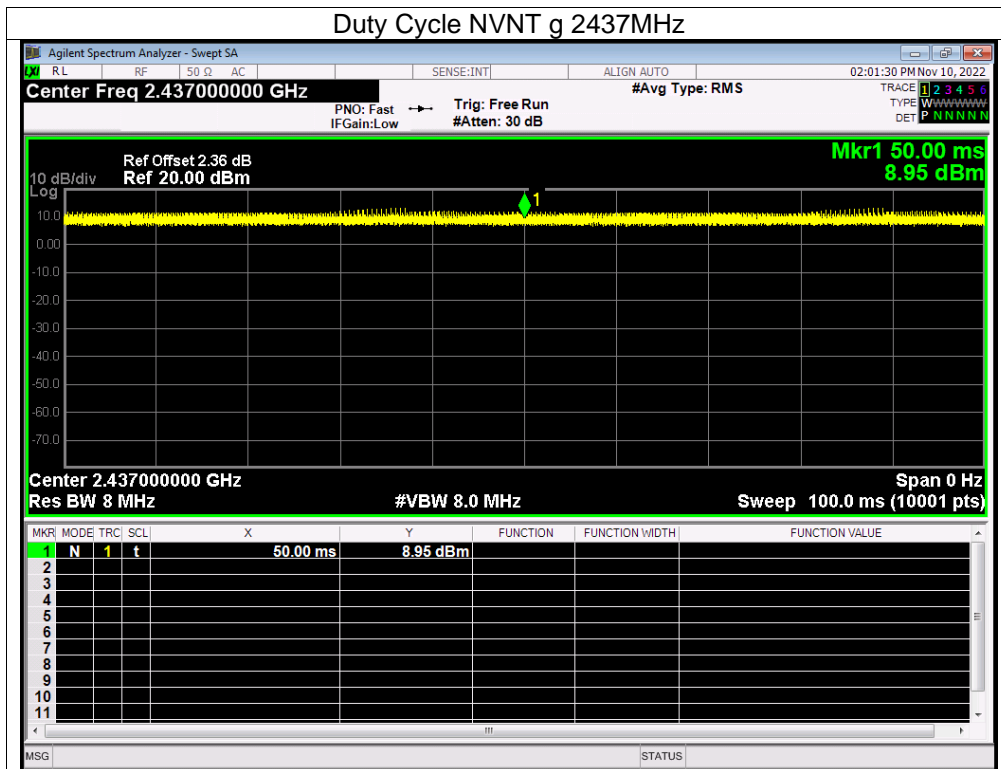 Duty Cycle NVNT g 2437MHz
Agilent Spectrum Analyzer - Swept SA
LXI RL RF 50 Ω AC SENSE:INT ALIGN AUTO 02:01:30 PM Nov 10, 2022
Center Freq 2.437000000 GHz #Avg Type: RMS TRACE 1 2 3 4 5 6
PNO: Fast Trig: Free Run TYPE WWWWWW
IFGain:Low #Atten: 30 dB DET P N N N N N
Mkr1 50.00 ms
Ref Offset 2.36 dB
10 dB/div Ref 20.00 dBm 8.95 dBm
Log
1
10.0
0.00
-10.0
-20.0
-30.0
-40.0
-50.0
-60.0
-70.0
Center 2.437000000 GHz Span 0 Hz
Res BW 8 MHz #VBW 8.0 MHz Sweep 100.0 ms (10001 pts)
MKR MODE TRC SCL X Y FUNCTION FUNCTION WIDTH FUNCTION VALUE
1 N 1 t 50.00 ms 8.95 dBm
2
3
4
5
6
7
8
9
10
11
MSG STATUS